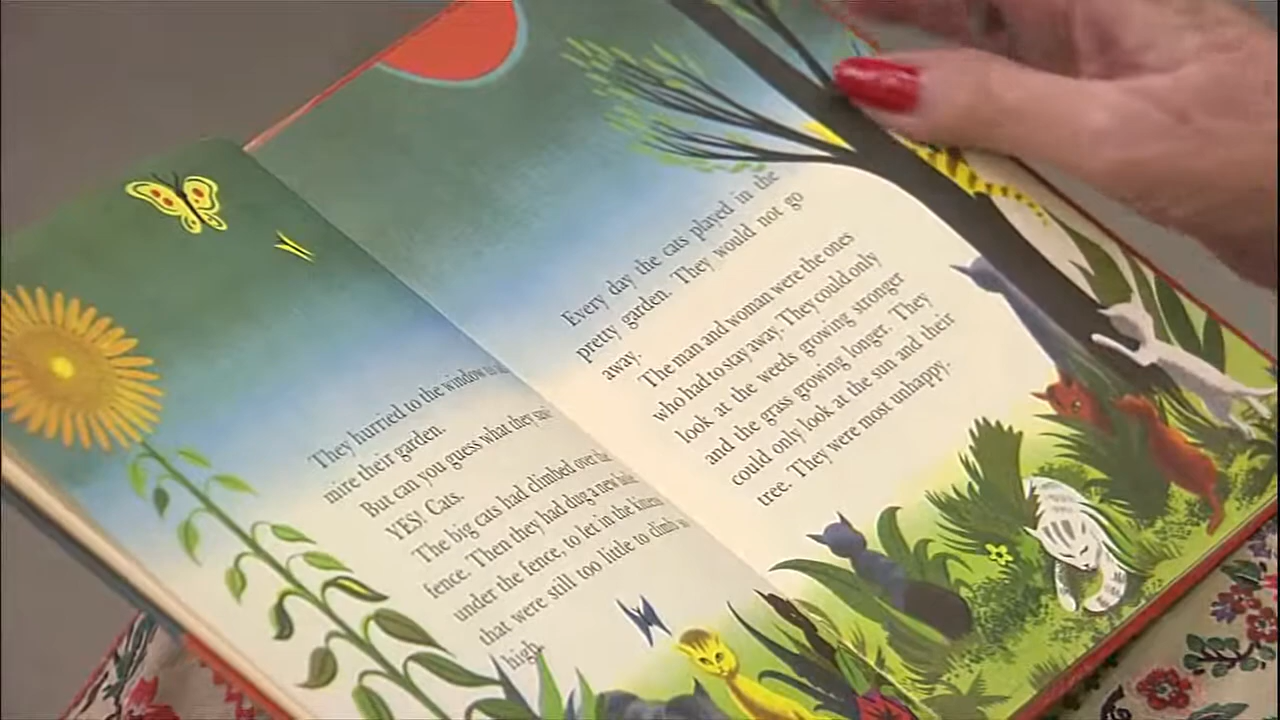 They hurried to the window to ad
mire their garden.
But can you guess what they saw
YES! Cats.
The big cats had climbed over the
fence. Then they had dug a new hole
under the fence, to let in the kittens
that were still too little to climb so
high.
Every day the cats played in the
pretty garden. They would not go
away.
The man and woman were the ones
who had to stay away. They could only
look at the weeds growing stronger
and the grass growing longer. They
could only look at the sun and their
tree. They were most unhappy.